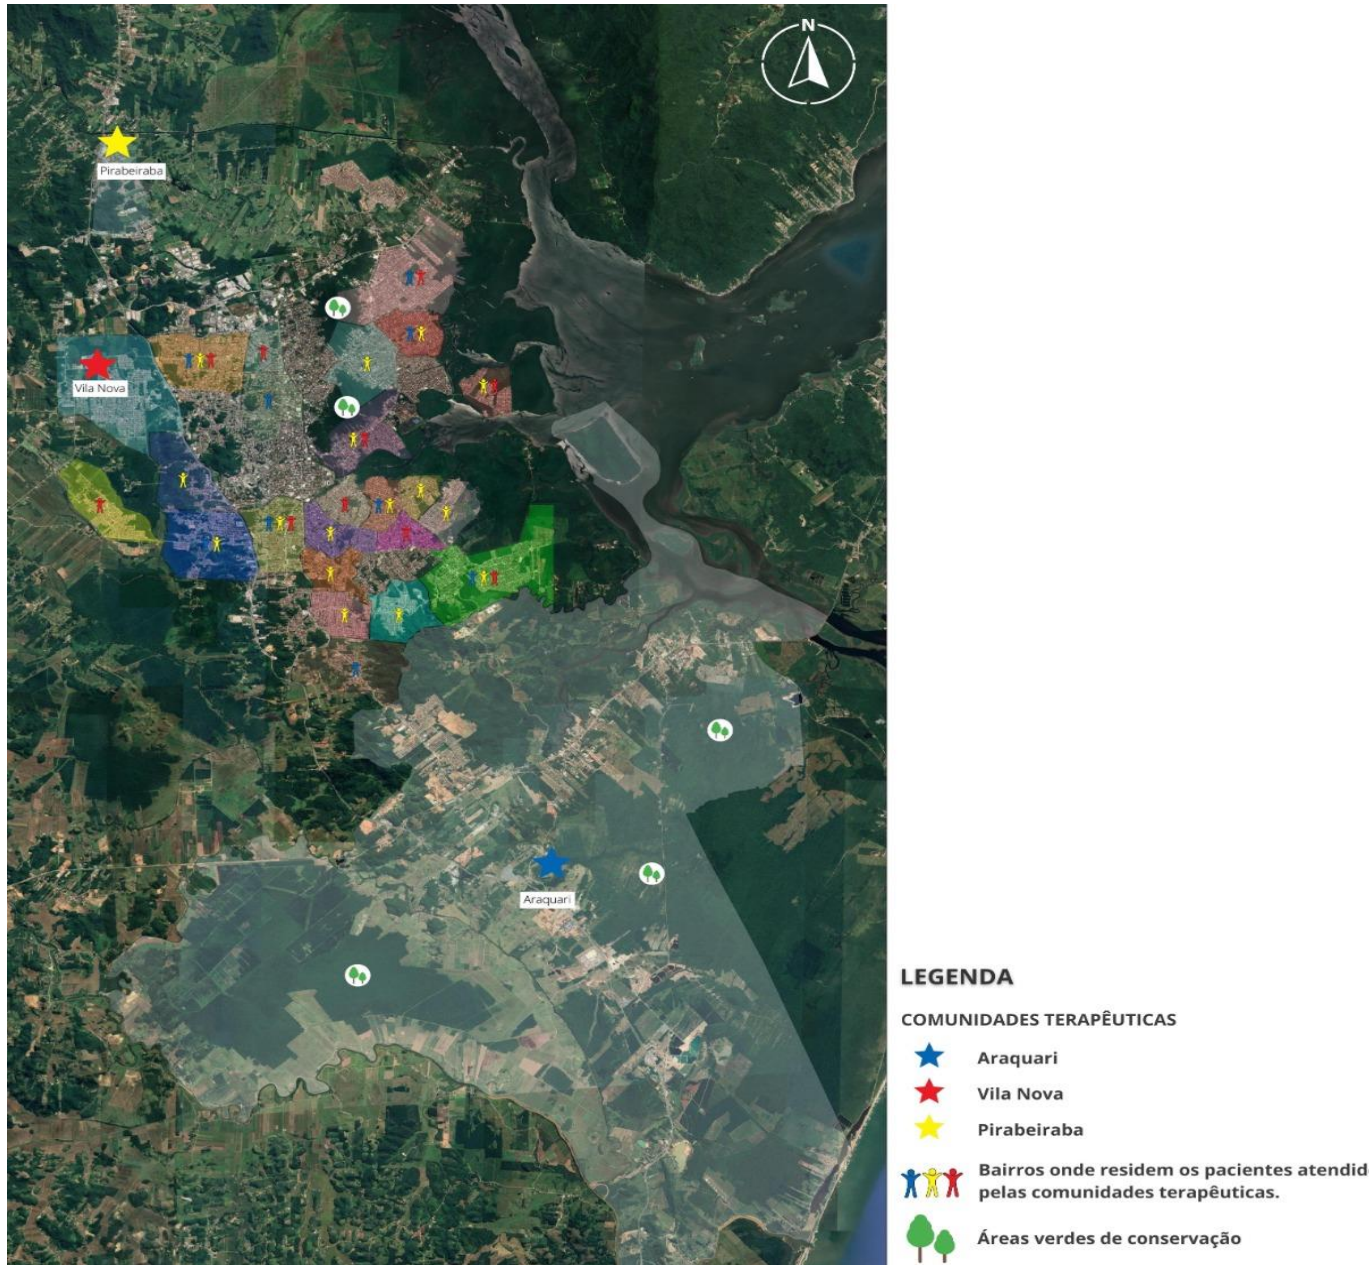 N
Pirabeiraba
Vila Nova
Araquari
LEGENDA
COMUNIDADES TERAPÊUTICAS
Araquari
Vila Nova
Pirabeiraba
Bairros onde residem os pacientes atendid
pelas comunidades terapêuticas.
Áreas verdes de conservação